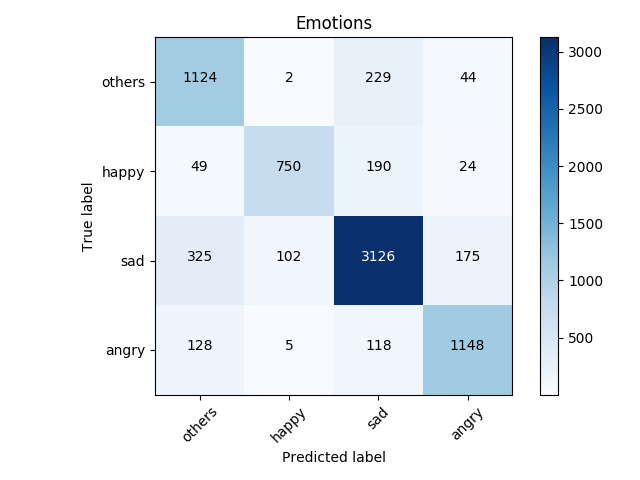 Emotions
True label
others 1124 2 229 44
happy 49 750 190 24
sad 325 102 3126 175
angry 128 5 118 1148
others happy sad angry
Predicted label
3000
2500
2000
1500
1000
500